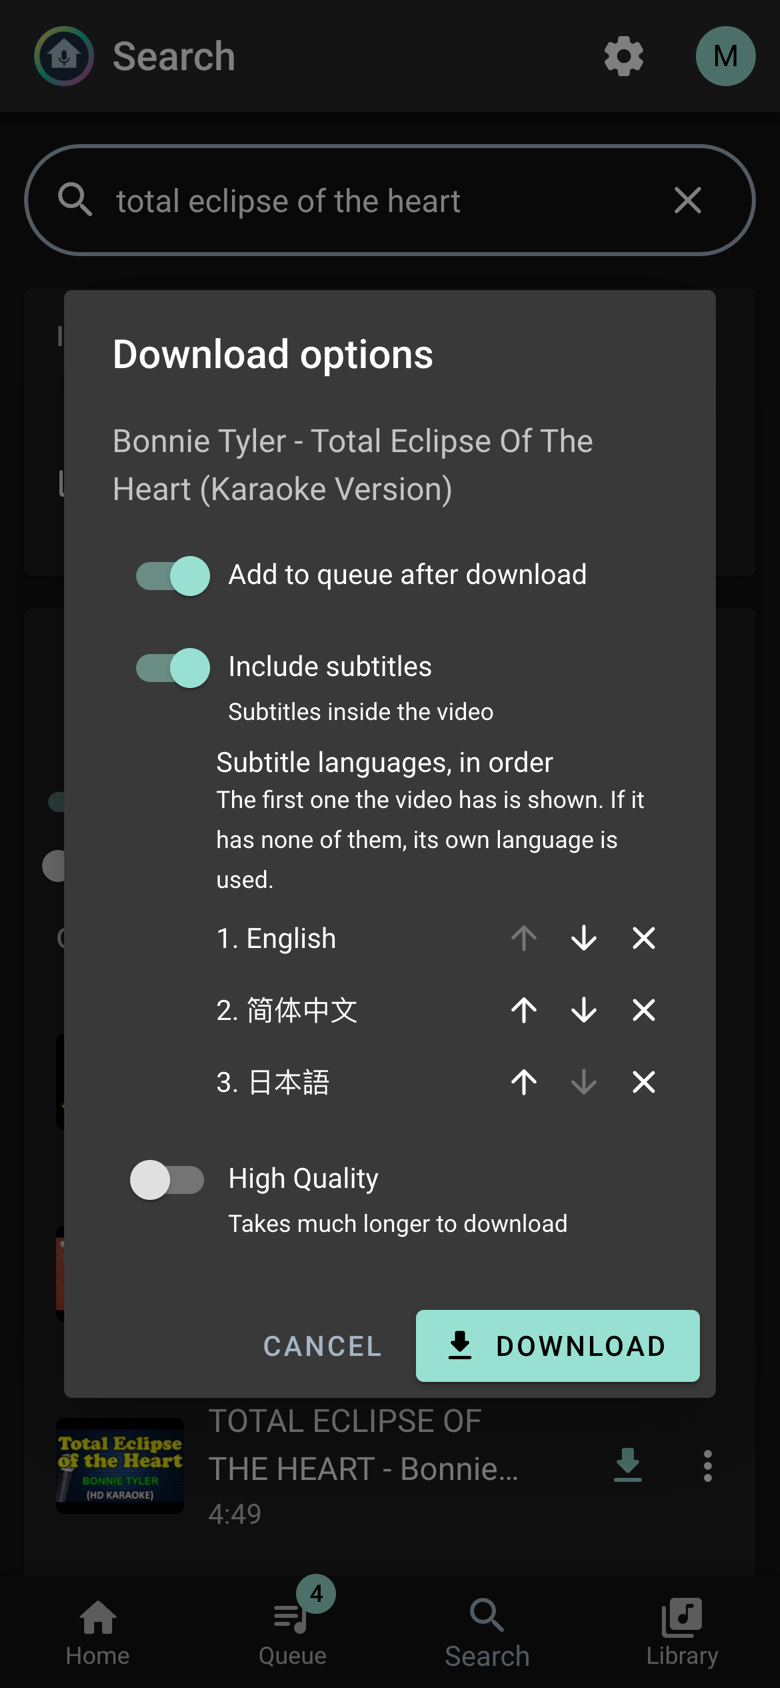 Search
M
total eclipse of the heart
Download options
Bonnie Tyler - Total Eclipse Of The
Heart (Karaoke Version)
Add to queue after download
Include subtitles
Subtitles inside the video
Subtitle languages, in order
The first one the video has is shown. If it
has none of them, its own language is
used.
1. English
2. 简体中文
3. 日本語
High Quality
Takes much longer to download
CANCEL
DOWNLOAD
Total Eclipse
of the Heart
BONNIE TYLER
(HD KARAOKE)
TOTAL ECLIPSE OF
THE HEART - Bonnie...
4:49
4
Home
Queue
Search
Library